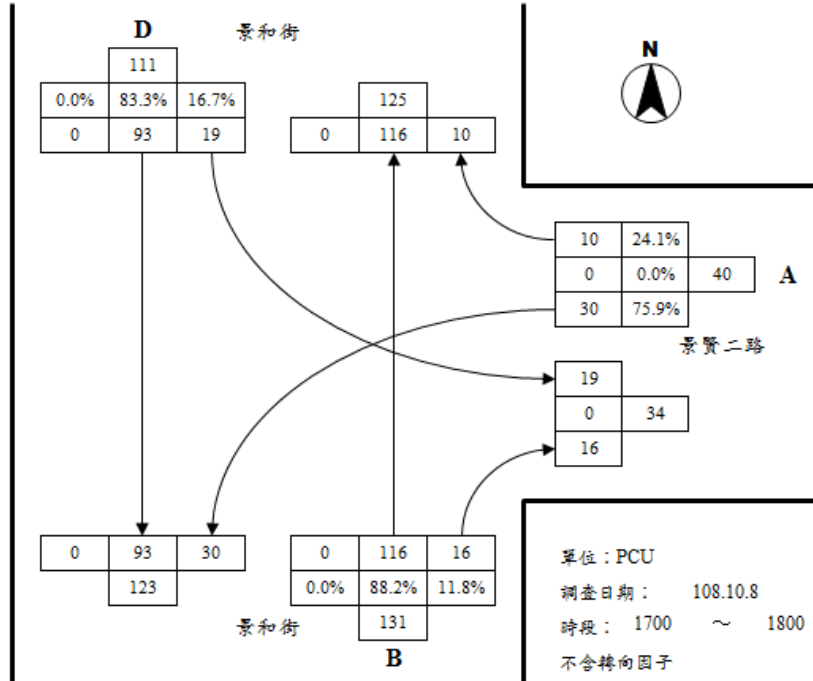 D 景和街
N
111
0.0% 83.3% 16.7%
0 93 19
125
0 116 10
10 24.1%
0 0.0% 40
30 75.9%
A
景賢二路
19
0 34
16
0 93 30
123
0 116 16
0.0% 88.2% 11.8%
131
景和街
B
單位：PCU
調查日期： 108.10.8
時段： 1700 ～ 1800
不含轉向因子